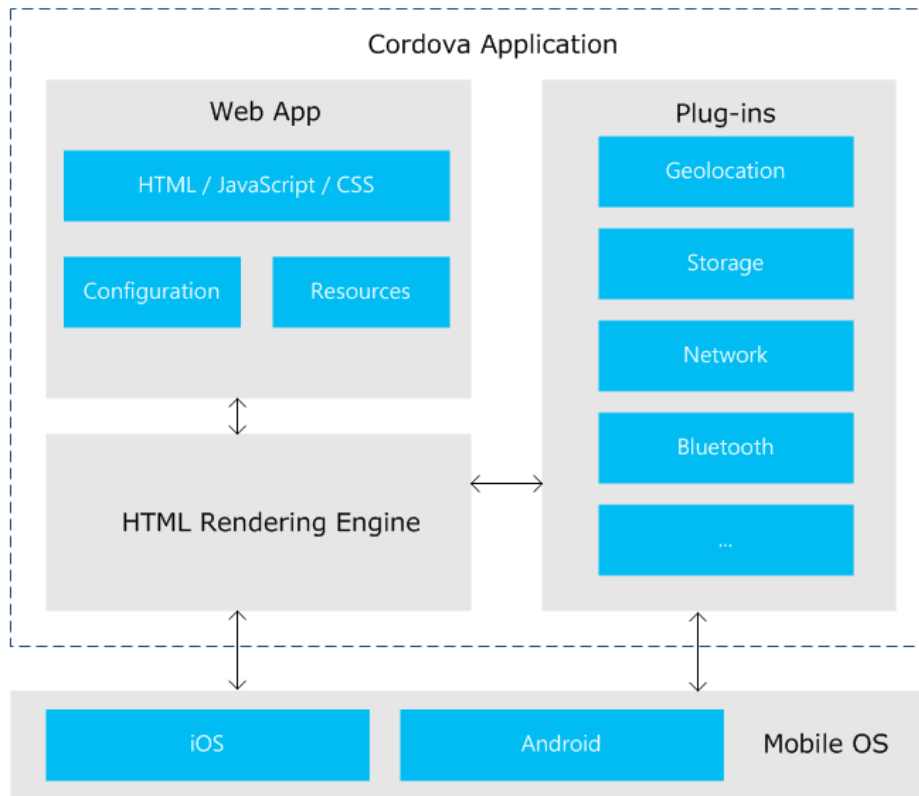 Cordova Application
Web App
HTML / JavaScript / CSS
Configuration
Resources
HTML Rendering Engine
Plug-ins
Geolocation
Storage
Network
Bluetooth
...
iOS
Android
Mobile OS